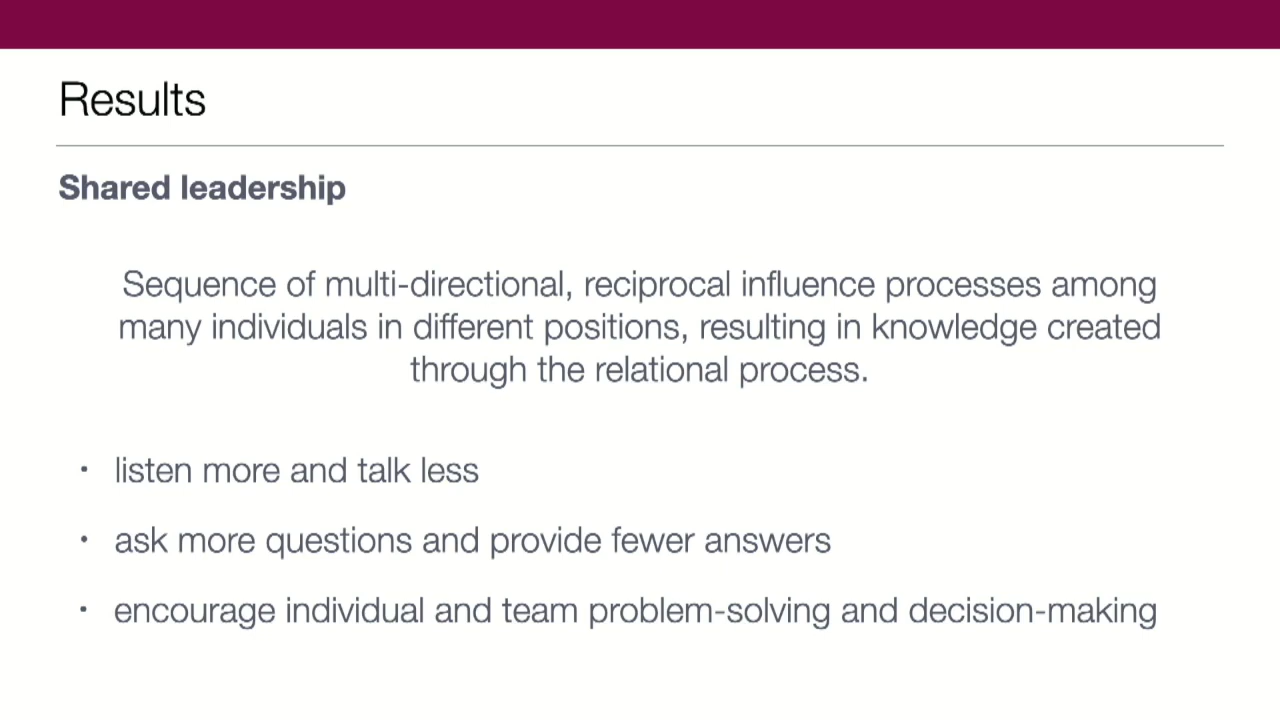 Results
Shared leadership
Sequence of multi-directional, reciprocal influence processes among
many individuals in different positions, resulting in knowledge created
through the relational process.
• listen more and talk less
• ask more questions and provide fewer answers
• encourage individual and team problem-solving and decision-making